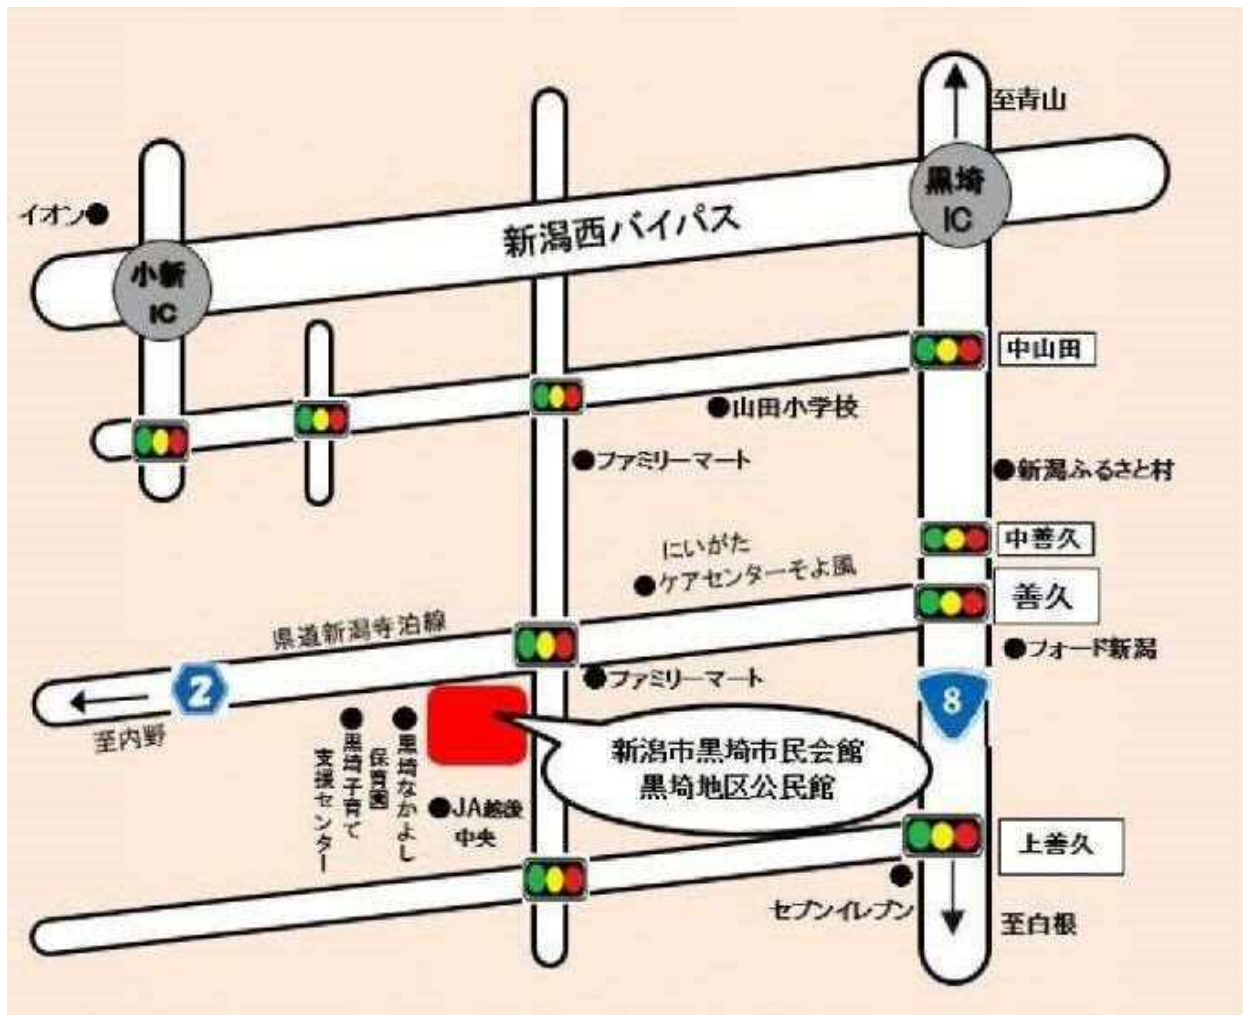 至青山
黒埼
IC
イオン
新潟西バイパス
小新
IC
中山田
山田小学校
ファミリーマート
新潟ふるさと村
中善久
にいがた
ケアセンターそよ風
善久
県道新潟寺泊線
フォード新潟
ファミリーマート
2
8
至内野
新潟市黒埼市民会館
黒埼地区公民館
黒埼なかよし
保育園
黒埼子育て
支援センター
JA越後
中央
上善久
セブンイレブン
至白根